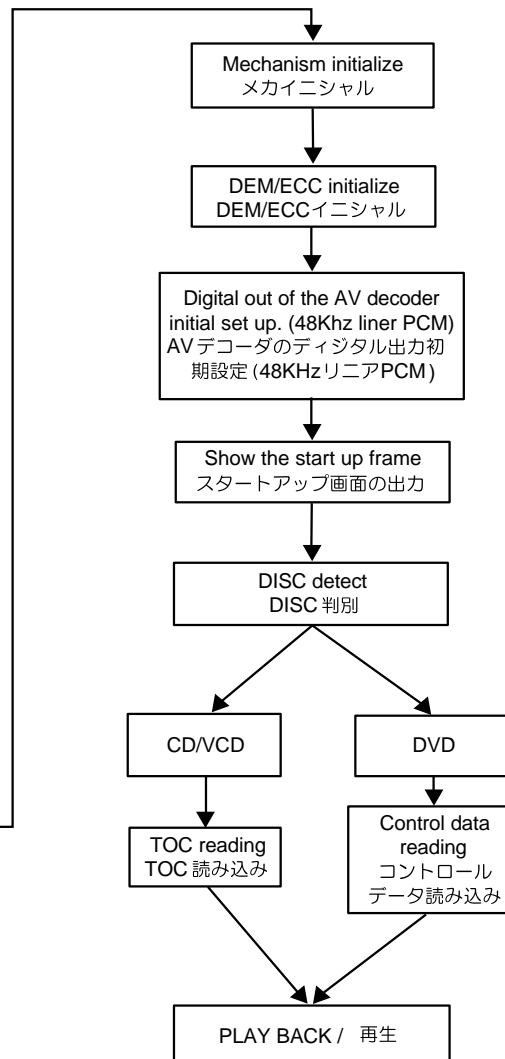 Mechanism initialize
メカイニシャル
DEM/ECC initialize
DEM/ECCイニシャル
Digital out of the AV decoder
initial set up. (48Khz liner PCM)
AVデコーダのディジタル出力初
期設定(48KHzリニアPCM)
Show the start up frame
スタートアップ画面の出力
DISC detect
DISC 判別
CD/VCD
DVD
TOC reading
TOC 読み込み
Control data
reading
コントロール
データ読み込み
PLAY BACK / 再生